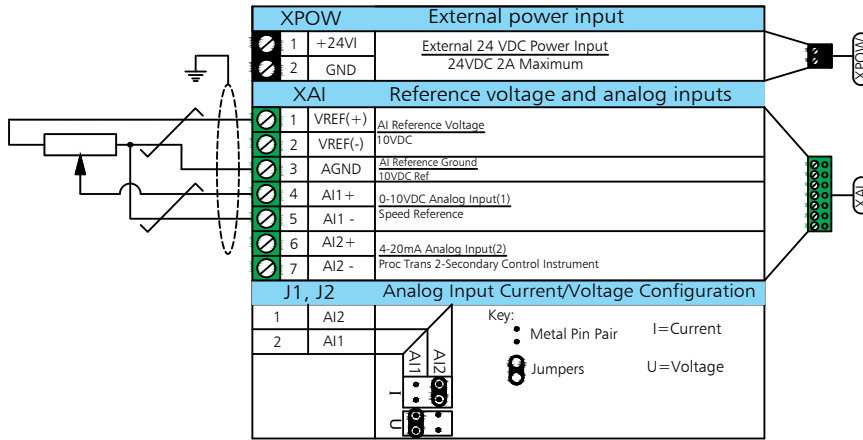 XPOW External power input
1 +24VI External 24 VDC Power Input
2 GND 24VDC 2A Maximum
XPOW
XAI Reference voltage and analog inputs
1 VREF(+) AI Reference Voltage
2 VREF(-) 10VDC
3 AGND AI Reference Ground
10VDC Ref
4 AI1+ 0-10VDC Analog Input(1)
5 AI1 - Speed Reference
6 AI2+ 4-20mA Analog Input(2)
7 AI2 - Proc Trans 2-Secondary Control Instrument
XAI
J1, J2 Analog Input Current/Voltage Configuration
1 AI2
2 AI1
AI1 AI2
I
U
Key:
Metal Pin Pair I=Current
Jumpers U=Voltage